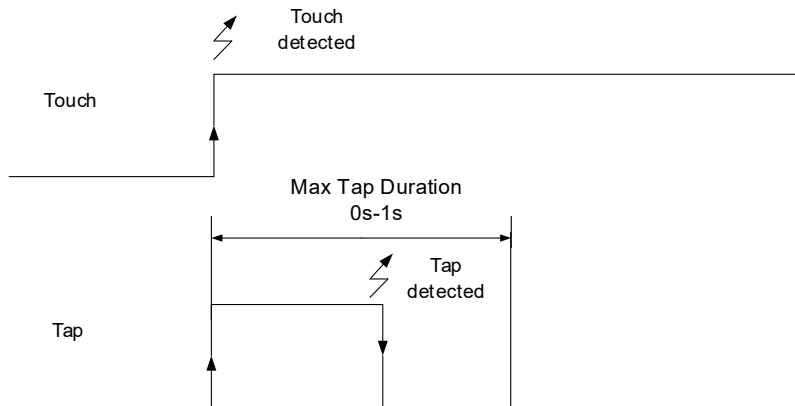 Touch
detected
Touch
Max Tap Duration
0s-1s
Tap
detected
Tap